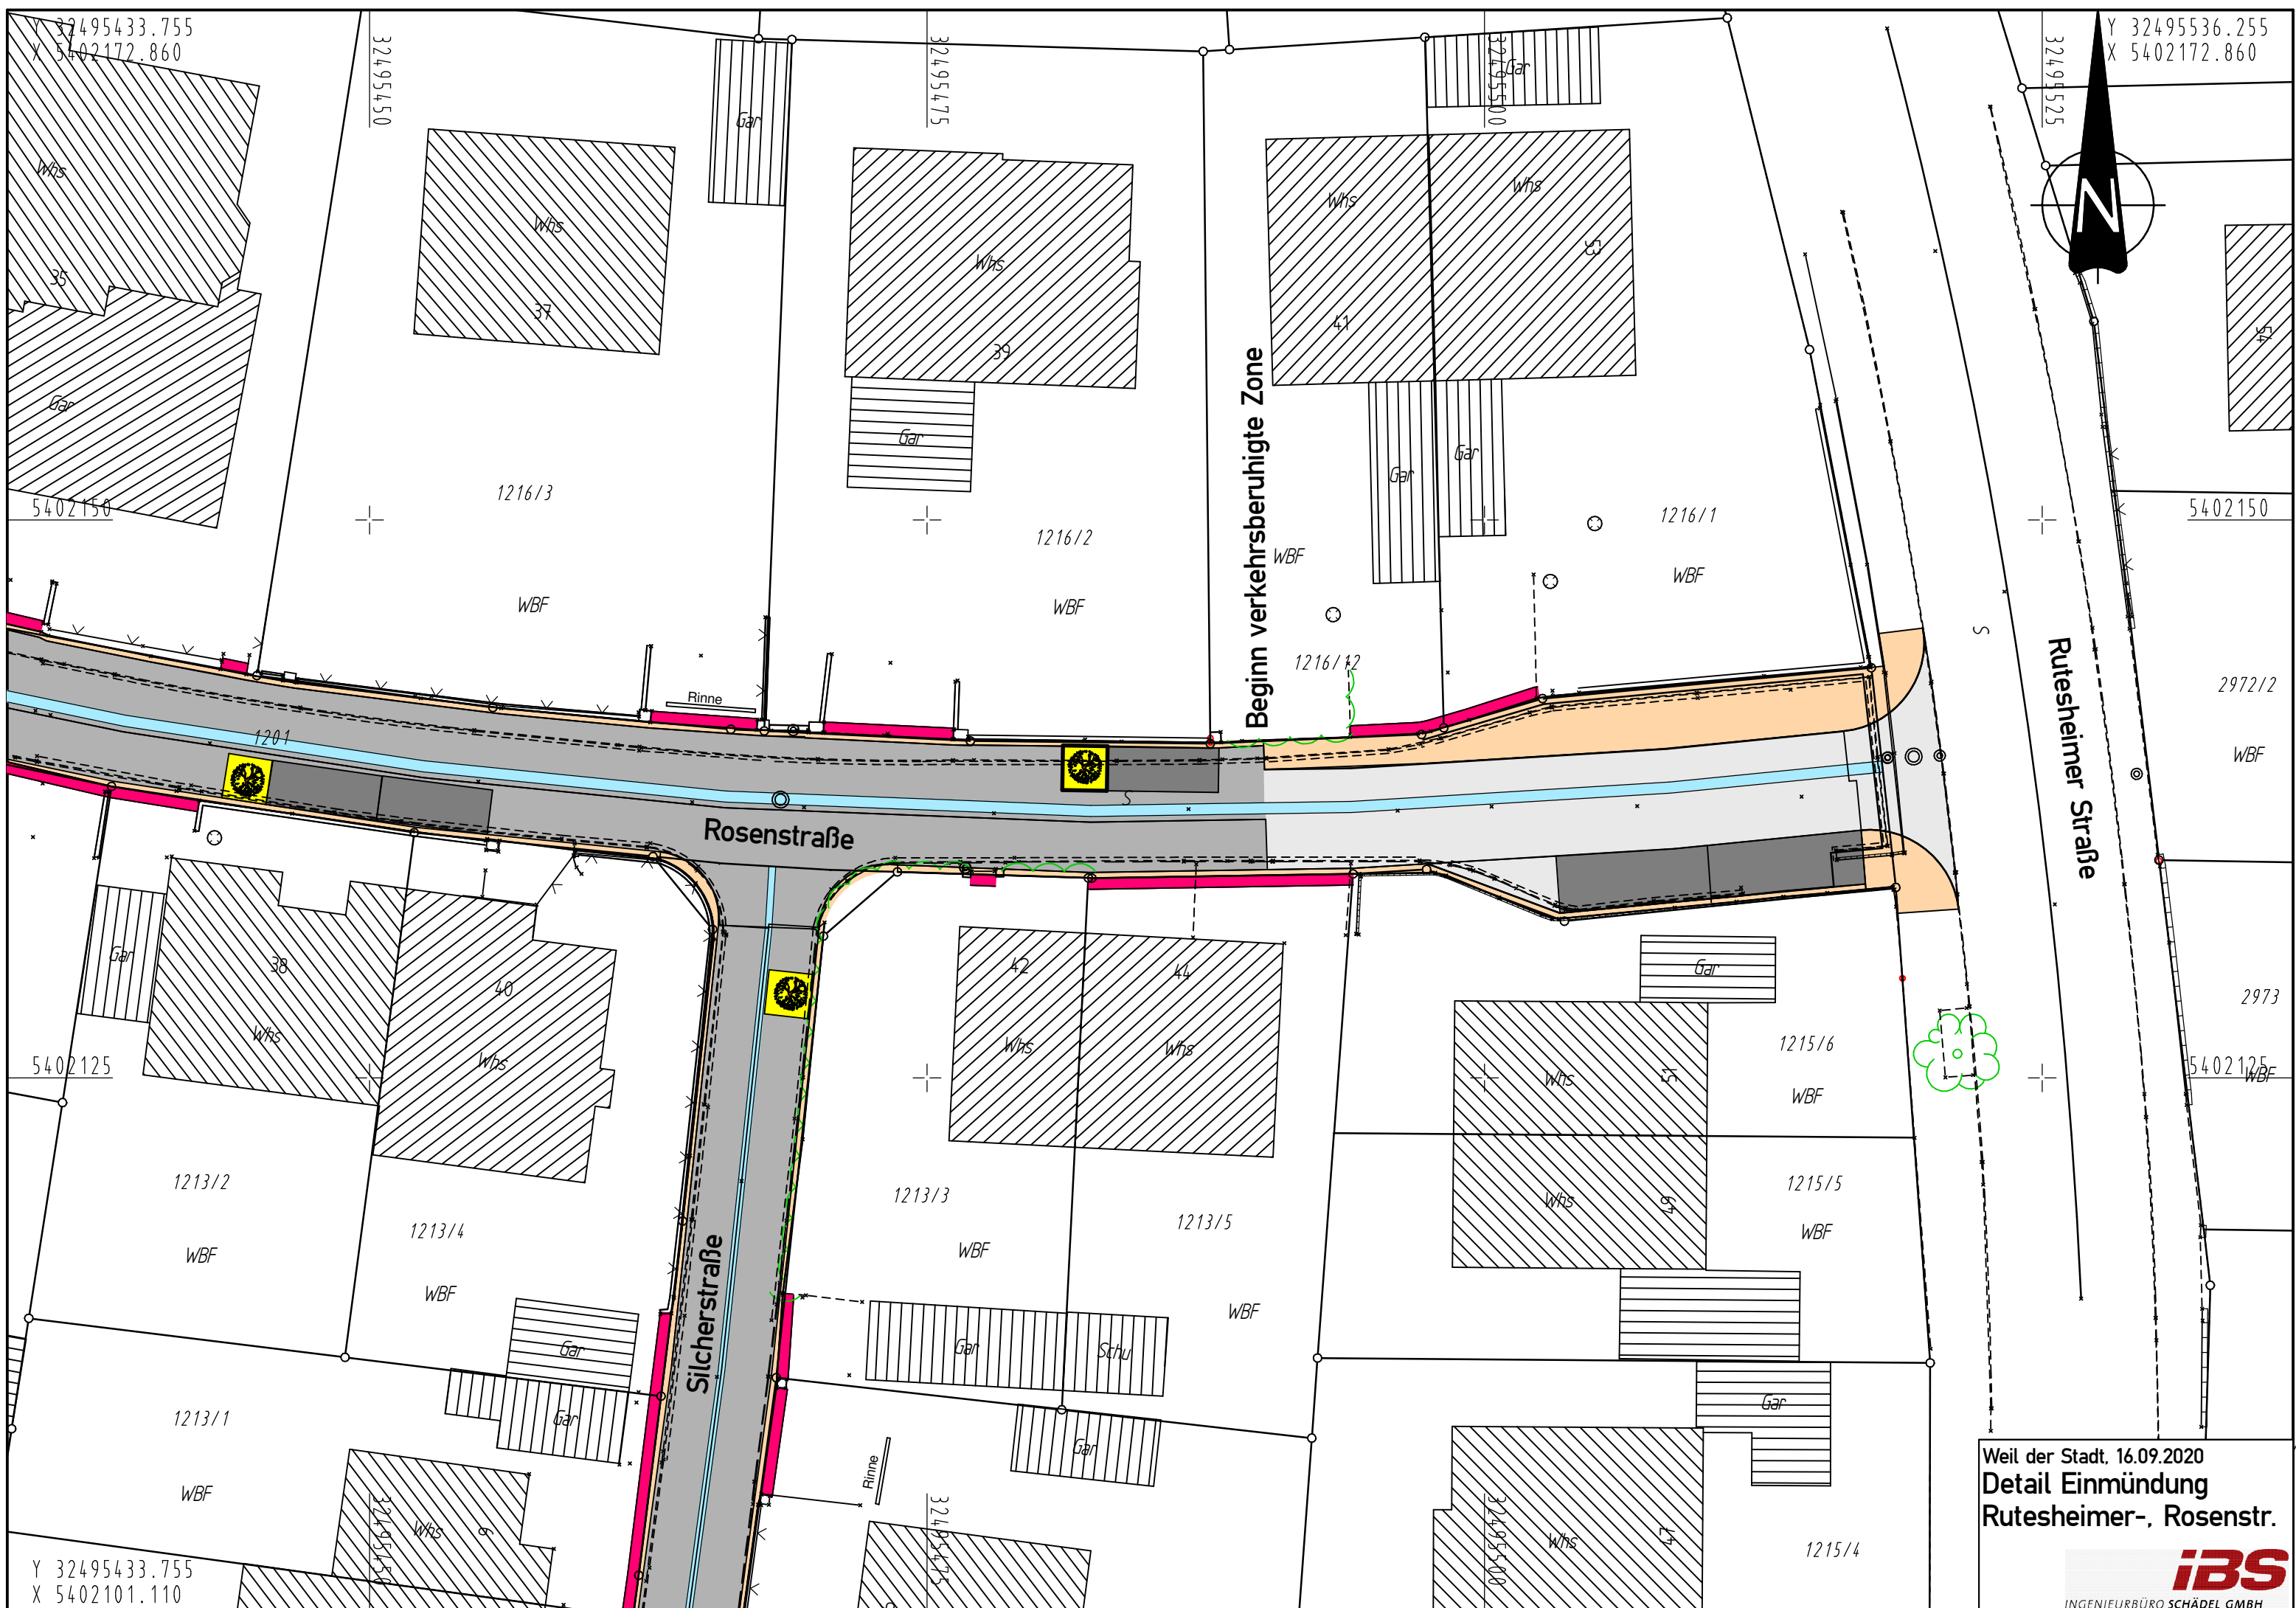 Y 32495433.755
X 5402172.860
32495450
32495475
32495500
32495525
Y 32495536.255
X 5402172.860
N
Gar
Gar
Whs
35
Gar
Whs
37
Whs
39
Gar
Whs
41
Whs
53
Gar
Gar
54
5402150
5402150
1216/3
WBF
1216/2
WBF
Beginn verkehrsberuhigte Zone
WBF
1216/12
1216/1
WBF
S
Rutesheimer Straße
2972/2
WBF
Rinne
1201
S
Rosenstraße
Gar
38
Whs
40
Whs
42
Whs
44
Whs
Gar
51
Whs
1215/6
WBF
2973
5402125
5402125
WBF
1213/2
WBF
1213/4
WBF
Silcherstraße
1213/3
WBF
1213/5
WBF
Whs
49
1215/5
WBF
Gar
Gar
Schu
Gar
Gar
Gar
1213/1
WBF
Whs
9
Rinne
Whs
47
1215/4
32495450
32495475
32495500
Y 32495433.755
X 5402101.110
Weil der Stadt, 16.09.2020
Detail Einmündung
Rutesheimer-, Rosenstr.
iBS
INGENIEURBÜRO SCHÄDEL GMBH